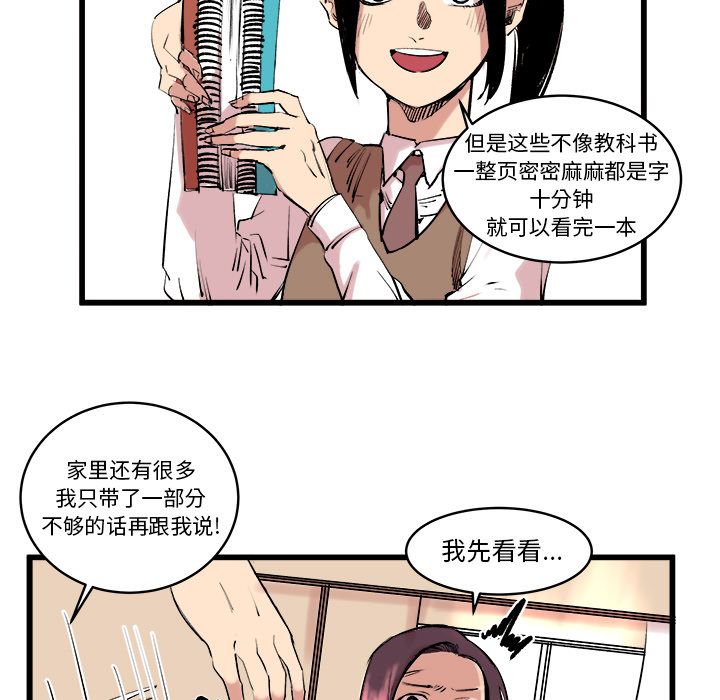 但是这些不像教科书
一整页密密麻麻都是字
十分钟
就可以看完一本
家里还有很多
我只带了一部分
不够的话再跟我说!
我先看看...